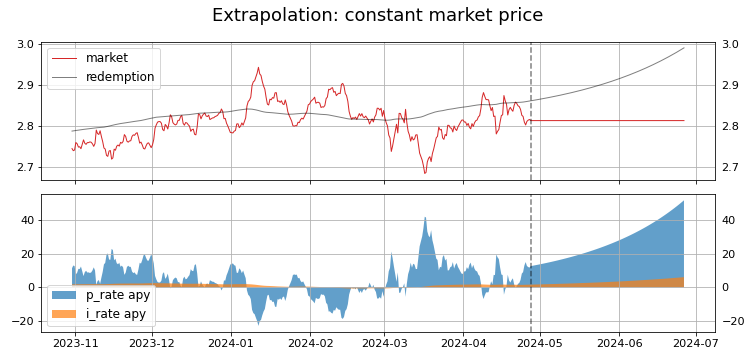 Extrapolation: constant market price
3.0 3.0
market
redemption
2.9 2.9
2.8 2.8
2.7 2.7
40 40
20 20
0 0
p_rate apy
i_rate apy
−20 −20
2023-11 2023-12 2024-01 2024-02 2024-03 2024-04 2024-05 2024-06 2024-07